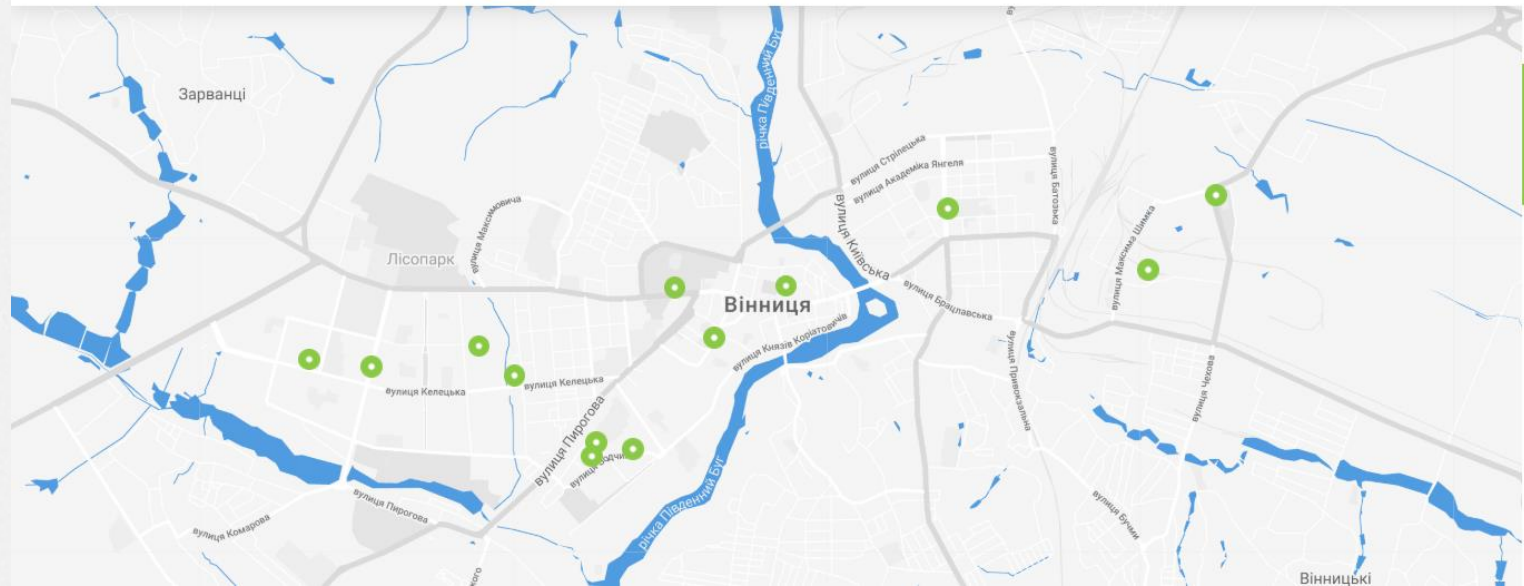 річка Південний Буг
Зарванці
вулиця Стрілецька
вулиця Академіка Янгеля
вулиця Батозька
вулиця Максимовича
вулиця Київська
вулиця Максима Шимка
Лісопарк
Вінниця
вулиця Брацлавська
вулиця Князів Коріатовичів
вулиця Привокзальна
вулиця Чехова
вулиця Келецька
вулиця Келецька
вулиця Пирогова
вулиця
річка Південний Буг
вулиця Пирогова
вулиця Комарова
вулиця Бучми
Вінницькі